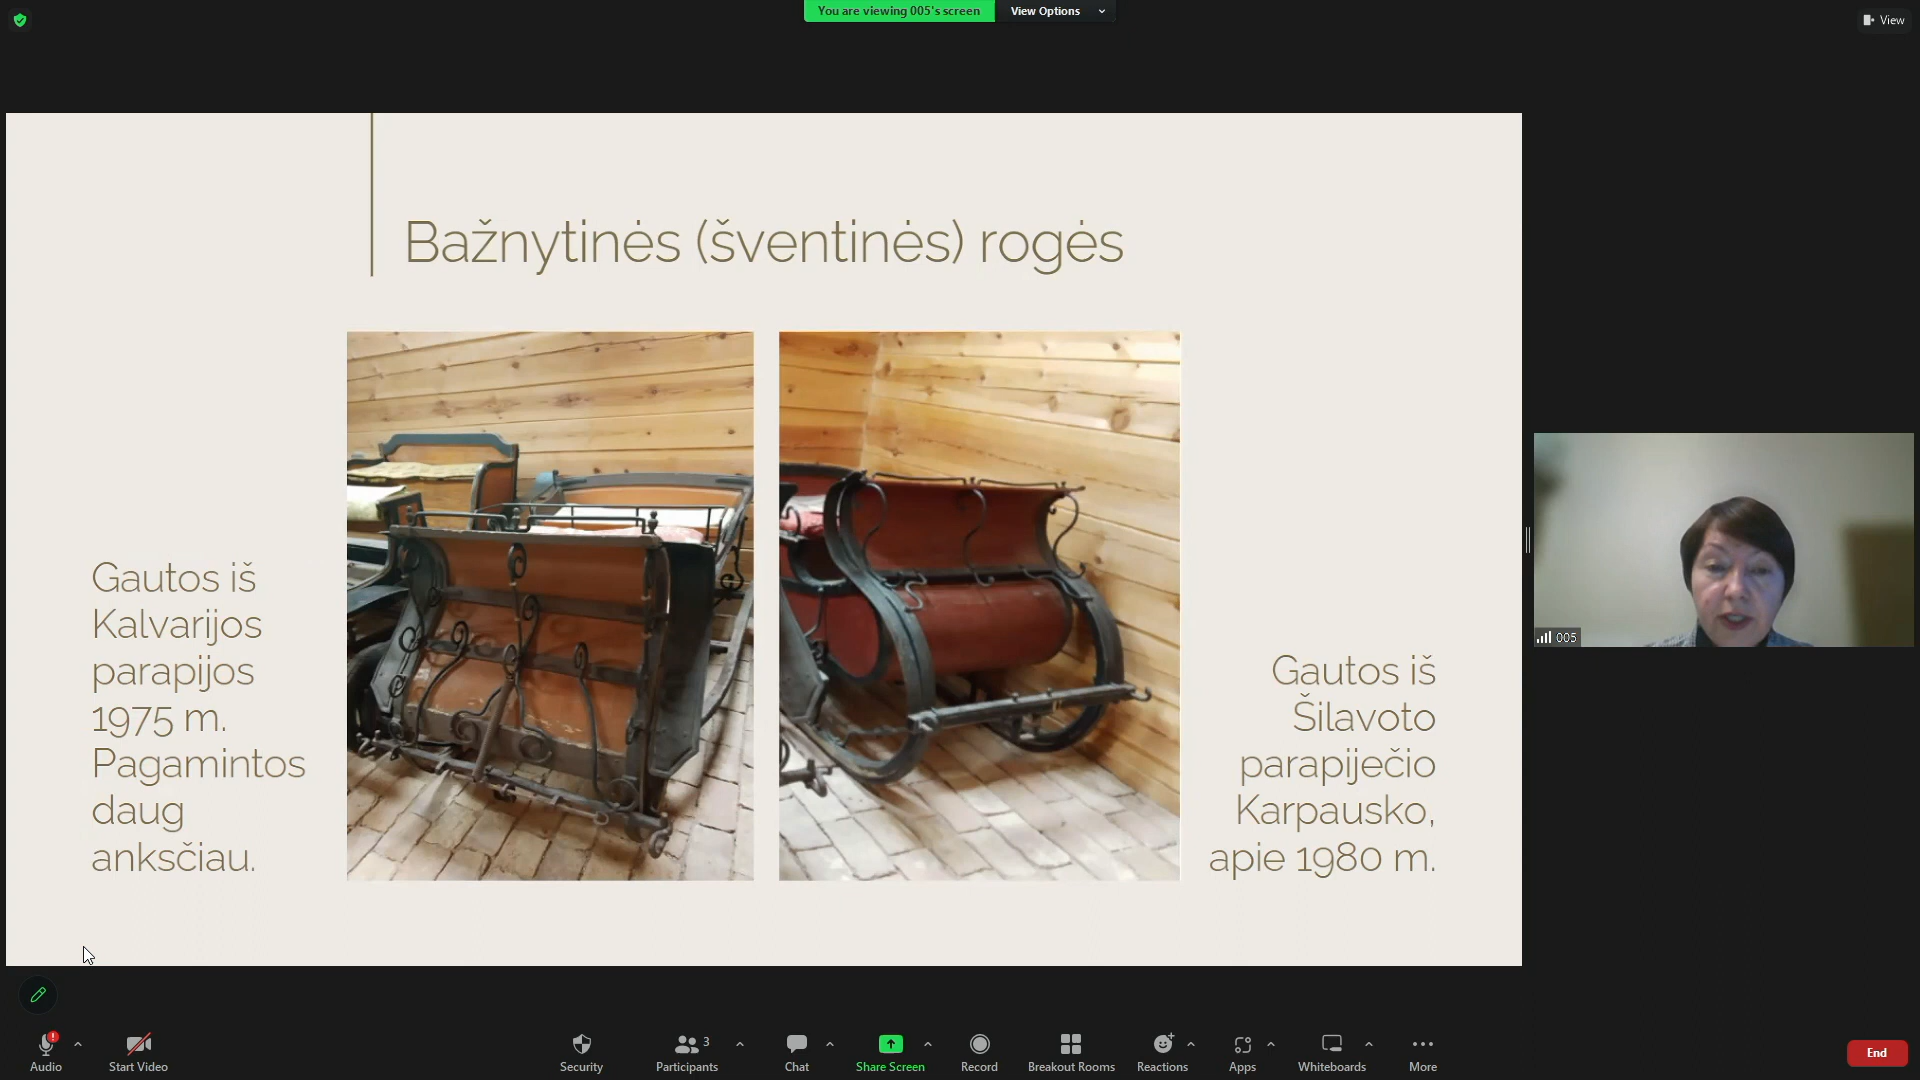 You are viewing 005's screen
View Options
View
Bažnytinės (šventinės) rogės
Gautos iš
Kalvarijos
parapijos
1975 m.
Pagamintos
daug
anksčiau.
Gautos iš
Šilavoto
parapiječio
Karpausko,
apie 1980 m.
005
Audio
Start Video
Security
3
Participants
Chat
Share Screen
Record
Breakout Rooms
Reactions
Apps
Whiteboards
More
End